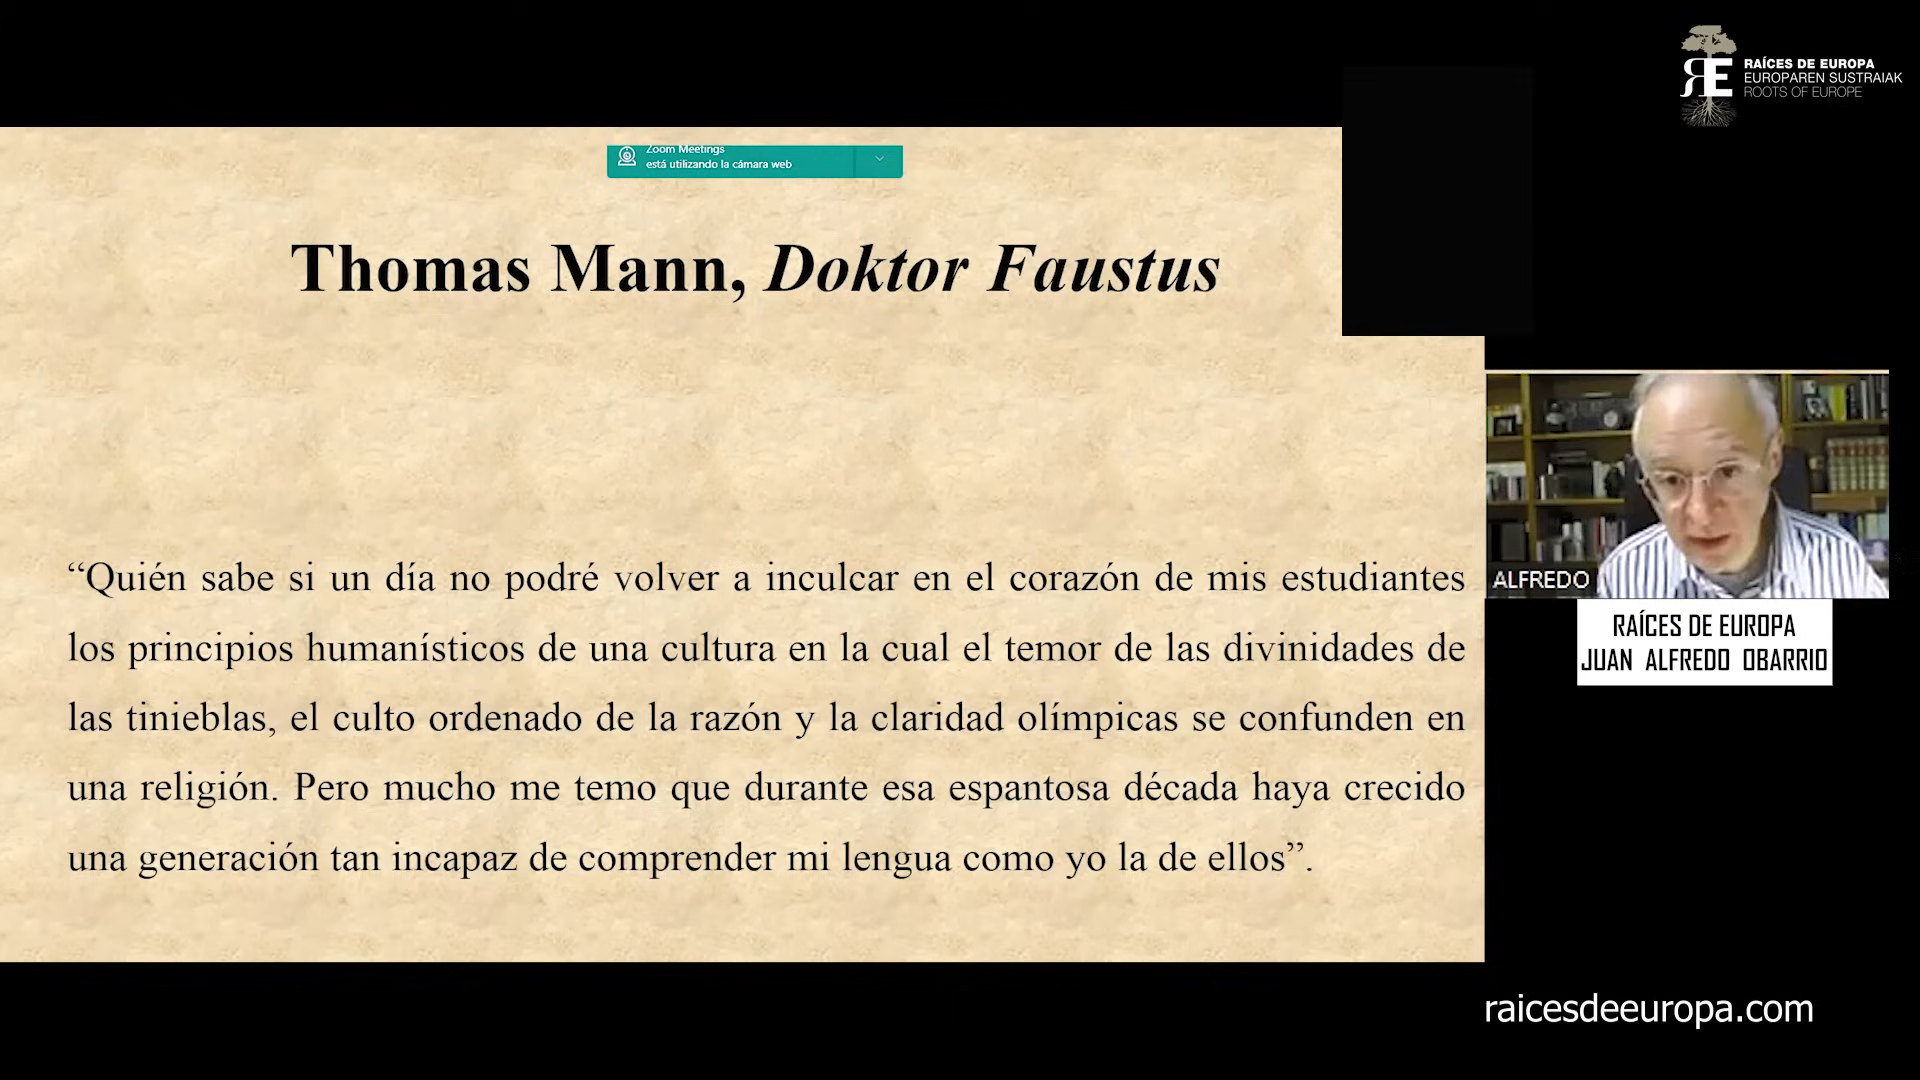 RAÍCES DE EUROPA
EUROPAREN SUSTRAIAK
ROOTS OF EUROPE
RE
Zoom Meetings
está utilizando la cámara web
Thomas Mann, Doktor Faustus
“Quién sabe si un día no podré volver a inculcar en el corazón de mis estudiantes
los principios humanísticos de una cultura en la cual el temor de las divinidades de
las tinieblas, el culto ordenado de la razón y la claridad olímpicas se confunden en
una religión. Pero mucho me temo que durante esa espantosa década haya crecido
una generación tan incapaz de comprender mi lengua como yo la de ellos”.
ALFREDO
RAÍCES DE EUROPA
JUAN ALFREDO OBARRIO
raicesdeeuropa.com